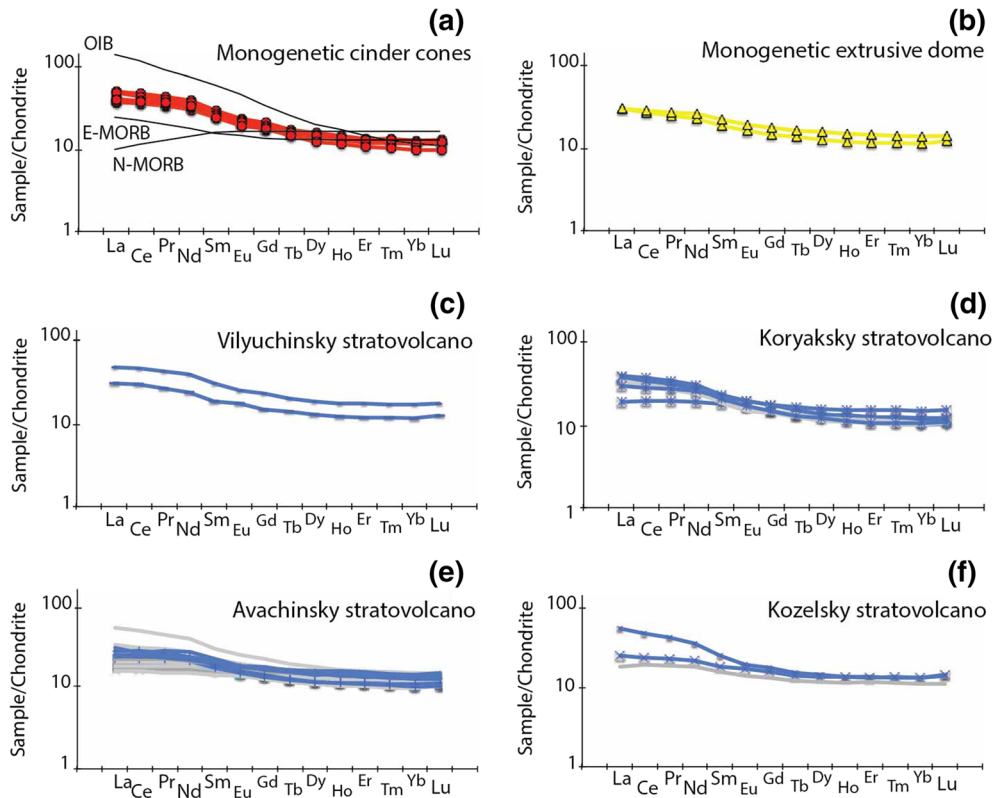 (a)
Monogenetic cinder cones
Sample/Chondrite
100
10
1
OIB
E-MORB
N-MORB
La Ce Pr Nd Sm Eu Gd Tb Dy Ho Er Tm Yb Lu
(b)
Monogenetic extrusive dome
Sample/Chondrite
100
10
1
La Ce Pr Nd Sm Eu Gd Tb Dy Ho Er Tm Yb Lu
(c)
Vilyuchinsky stratovolcano
Sample/Chondrite
100
10
1
La Ce Pr Nd Sm Eu Gd Tb Dy Ho Er Tm Yb Lu
(d)
Koryaksky stratovolcano
Sample/Chondrite
100
10
1
La Ce Pr Nd Sm Eu Gd Tb Dy Ho Er Tm Yb Lu
(e)
Avachinsky stratovolcano
Sample/Chondrite
100
10
1
La Ce Pr Nd Sm Eu Gd Tb Dy Ho Er Tm Yb Lu
(f)
Kozelsky stratovolcano
Sample/Chondrite
100
10
1
La Ce Pr Nd Sm Eu Gd Tb Dy Ho Er Tm Yb Lu